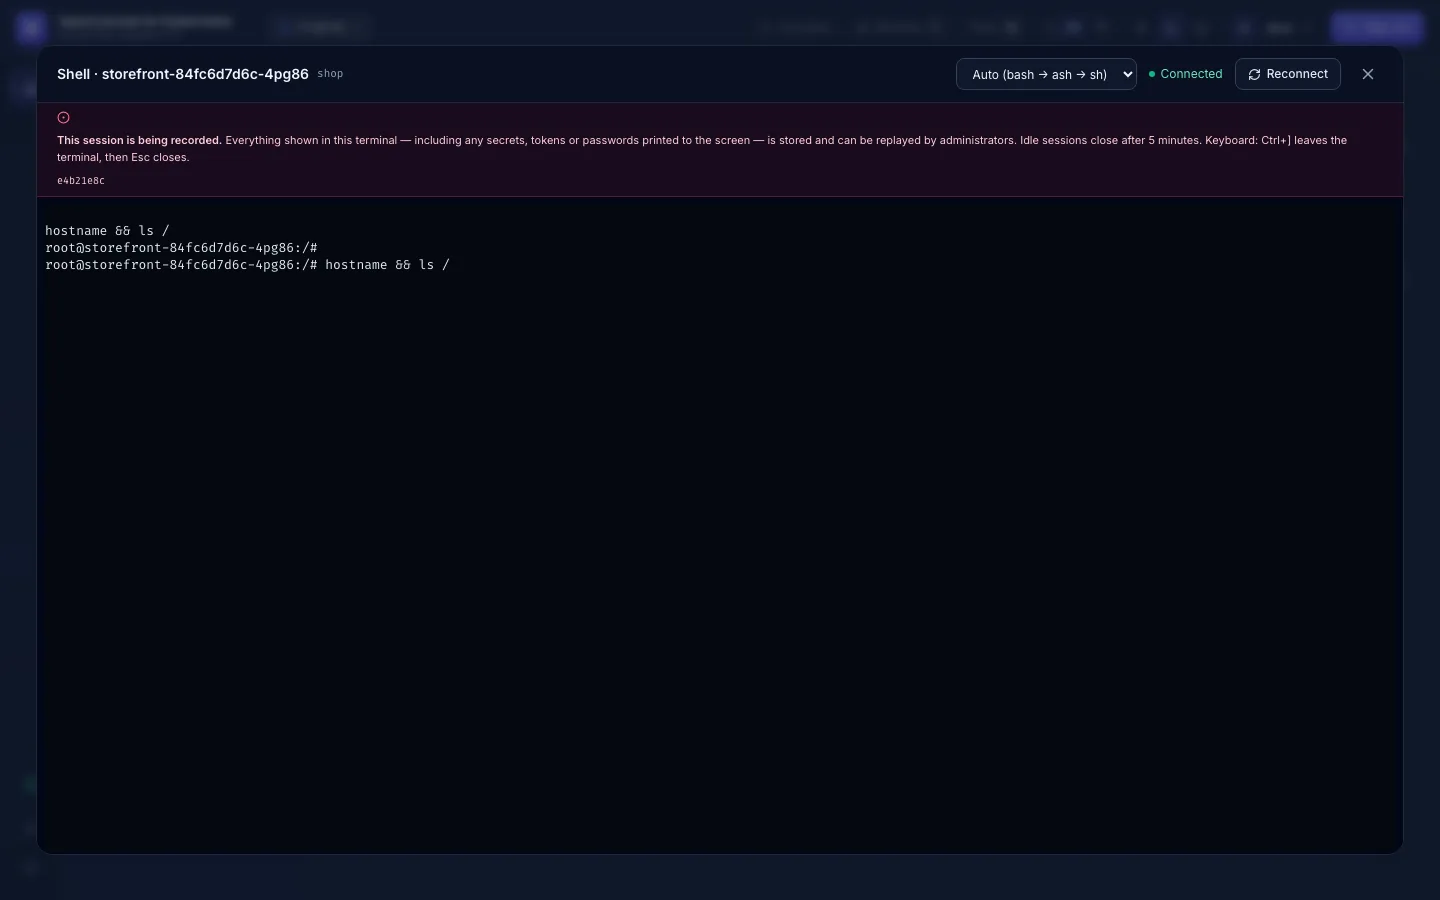 Shell · storefront-84fc6d7d6c-4pg86 shop
Auto (bash → ash → sh)
Connected
Reconnect
This session is being recorded. Everything shown in this terminal — including any secrets, tokens or passwords printed to the screen — is stored and can be replayed by administrators. Idle sessions close after 5 minutes. Keyboard: Ctrl+] leaves the
terminal, then Esc closes.
e4b21e8c
hostname && ls /
root@storefront-84fc6d7d6c-4pg86:/#
root@storefront-84fc6d7d6c-4pg86:/# hostname && ls /